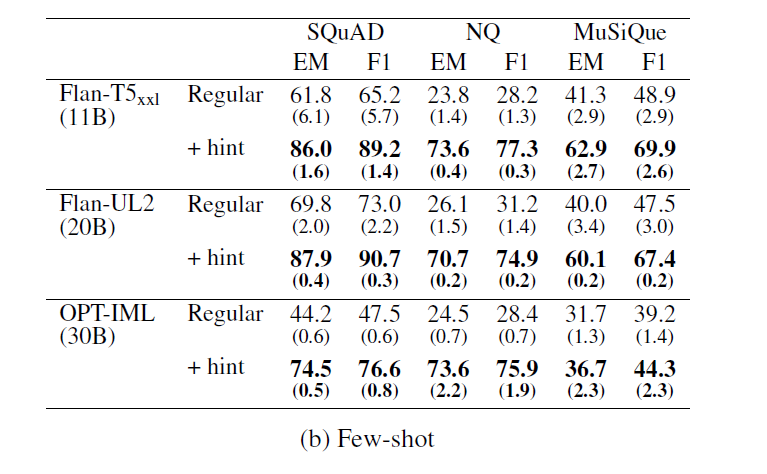 SQuAD NQ MuSiQue
EM F1 EM F1 EM F1
Flan-T5xxl Regular 61.8 65.2 23.8 28.2 41.3 48.9
(11B) (6.1) (5.7) (1.4) (1.3) (2.9) (2.9)
+ hint 86.0 89.2 73.6 77.3 62.9 69.9
(1.6) (1.4) (0.4) (0.3) (2.7) (2.6)
Flan-UL2 Regular 69.8 73.0 26.1 31.2 40.0 47.5
(20B) (2.0) (2.2) (1.5) (1.4) (3.4) (3.0)
+ hint 87.9 90.7 70.7 74.9 60.1 67.4
(0.4) (0.3) (0.2) (0.2) (0.2) (0.2)
OPT-IML Regular 44.2 47.5 24.5 28.4 31.7 39.2
(30B) (0.6) (0.6) (0.7) (0.7) (1.3) (1.4)
+ hint 74.5 76.6 73.6 75.9 36.7 44.3
(0.5) (0.8) (2.2) (1.9) (2.3) (2.3)
(b) Few-shot